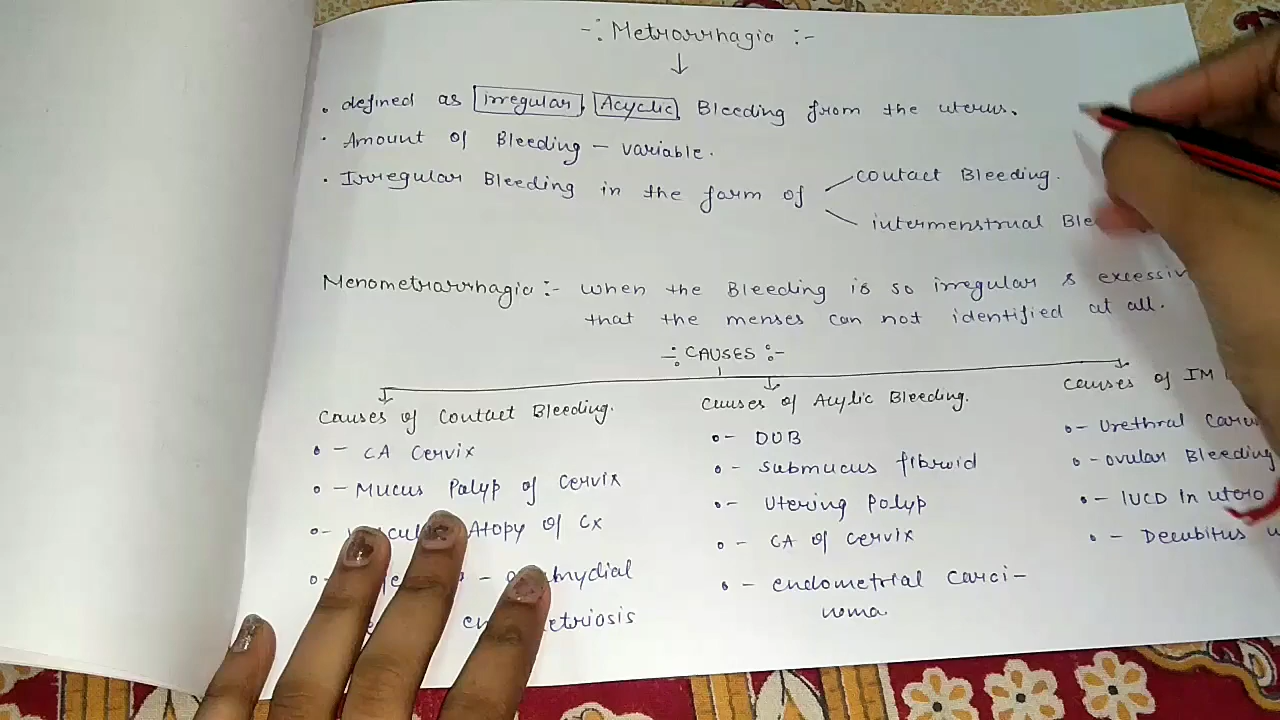 -: Metrorrhagia :-
• defined as irregular, Acyclic Bleeding from the uterus.
• Amount of Bleeding – variable.
• Irregular Bleeding in the form of
contact Bleeding.
intermenstrual
Menometrorrhagia :- when the Bleeding is so irregular & excessiv
that the menses can not identified at all.
-: CAUSES :-
Causes of Contact Bleeding.
- CA Cervix
- Mucus Polyp of Cervix
Atopy of Cx
Causes of Acylic Bleeding.
- DUB
- Submucus fibroid
- Utering Polyp
- CA of Cervix
- endometrial carci-
noma
Causes of IM
- Urethral
- ovular Bleeding
- IUCD In utero
- Decubitus